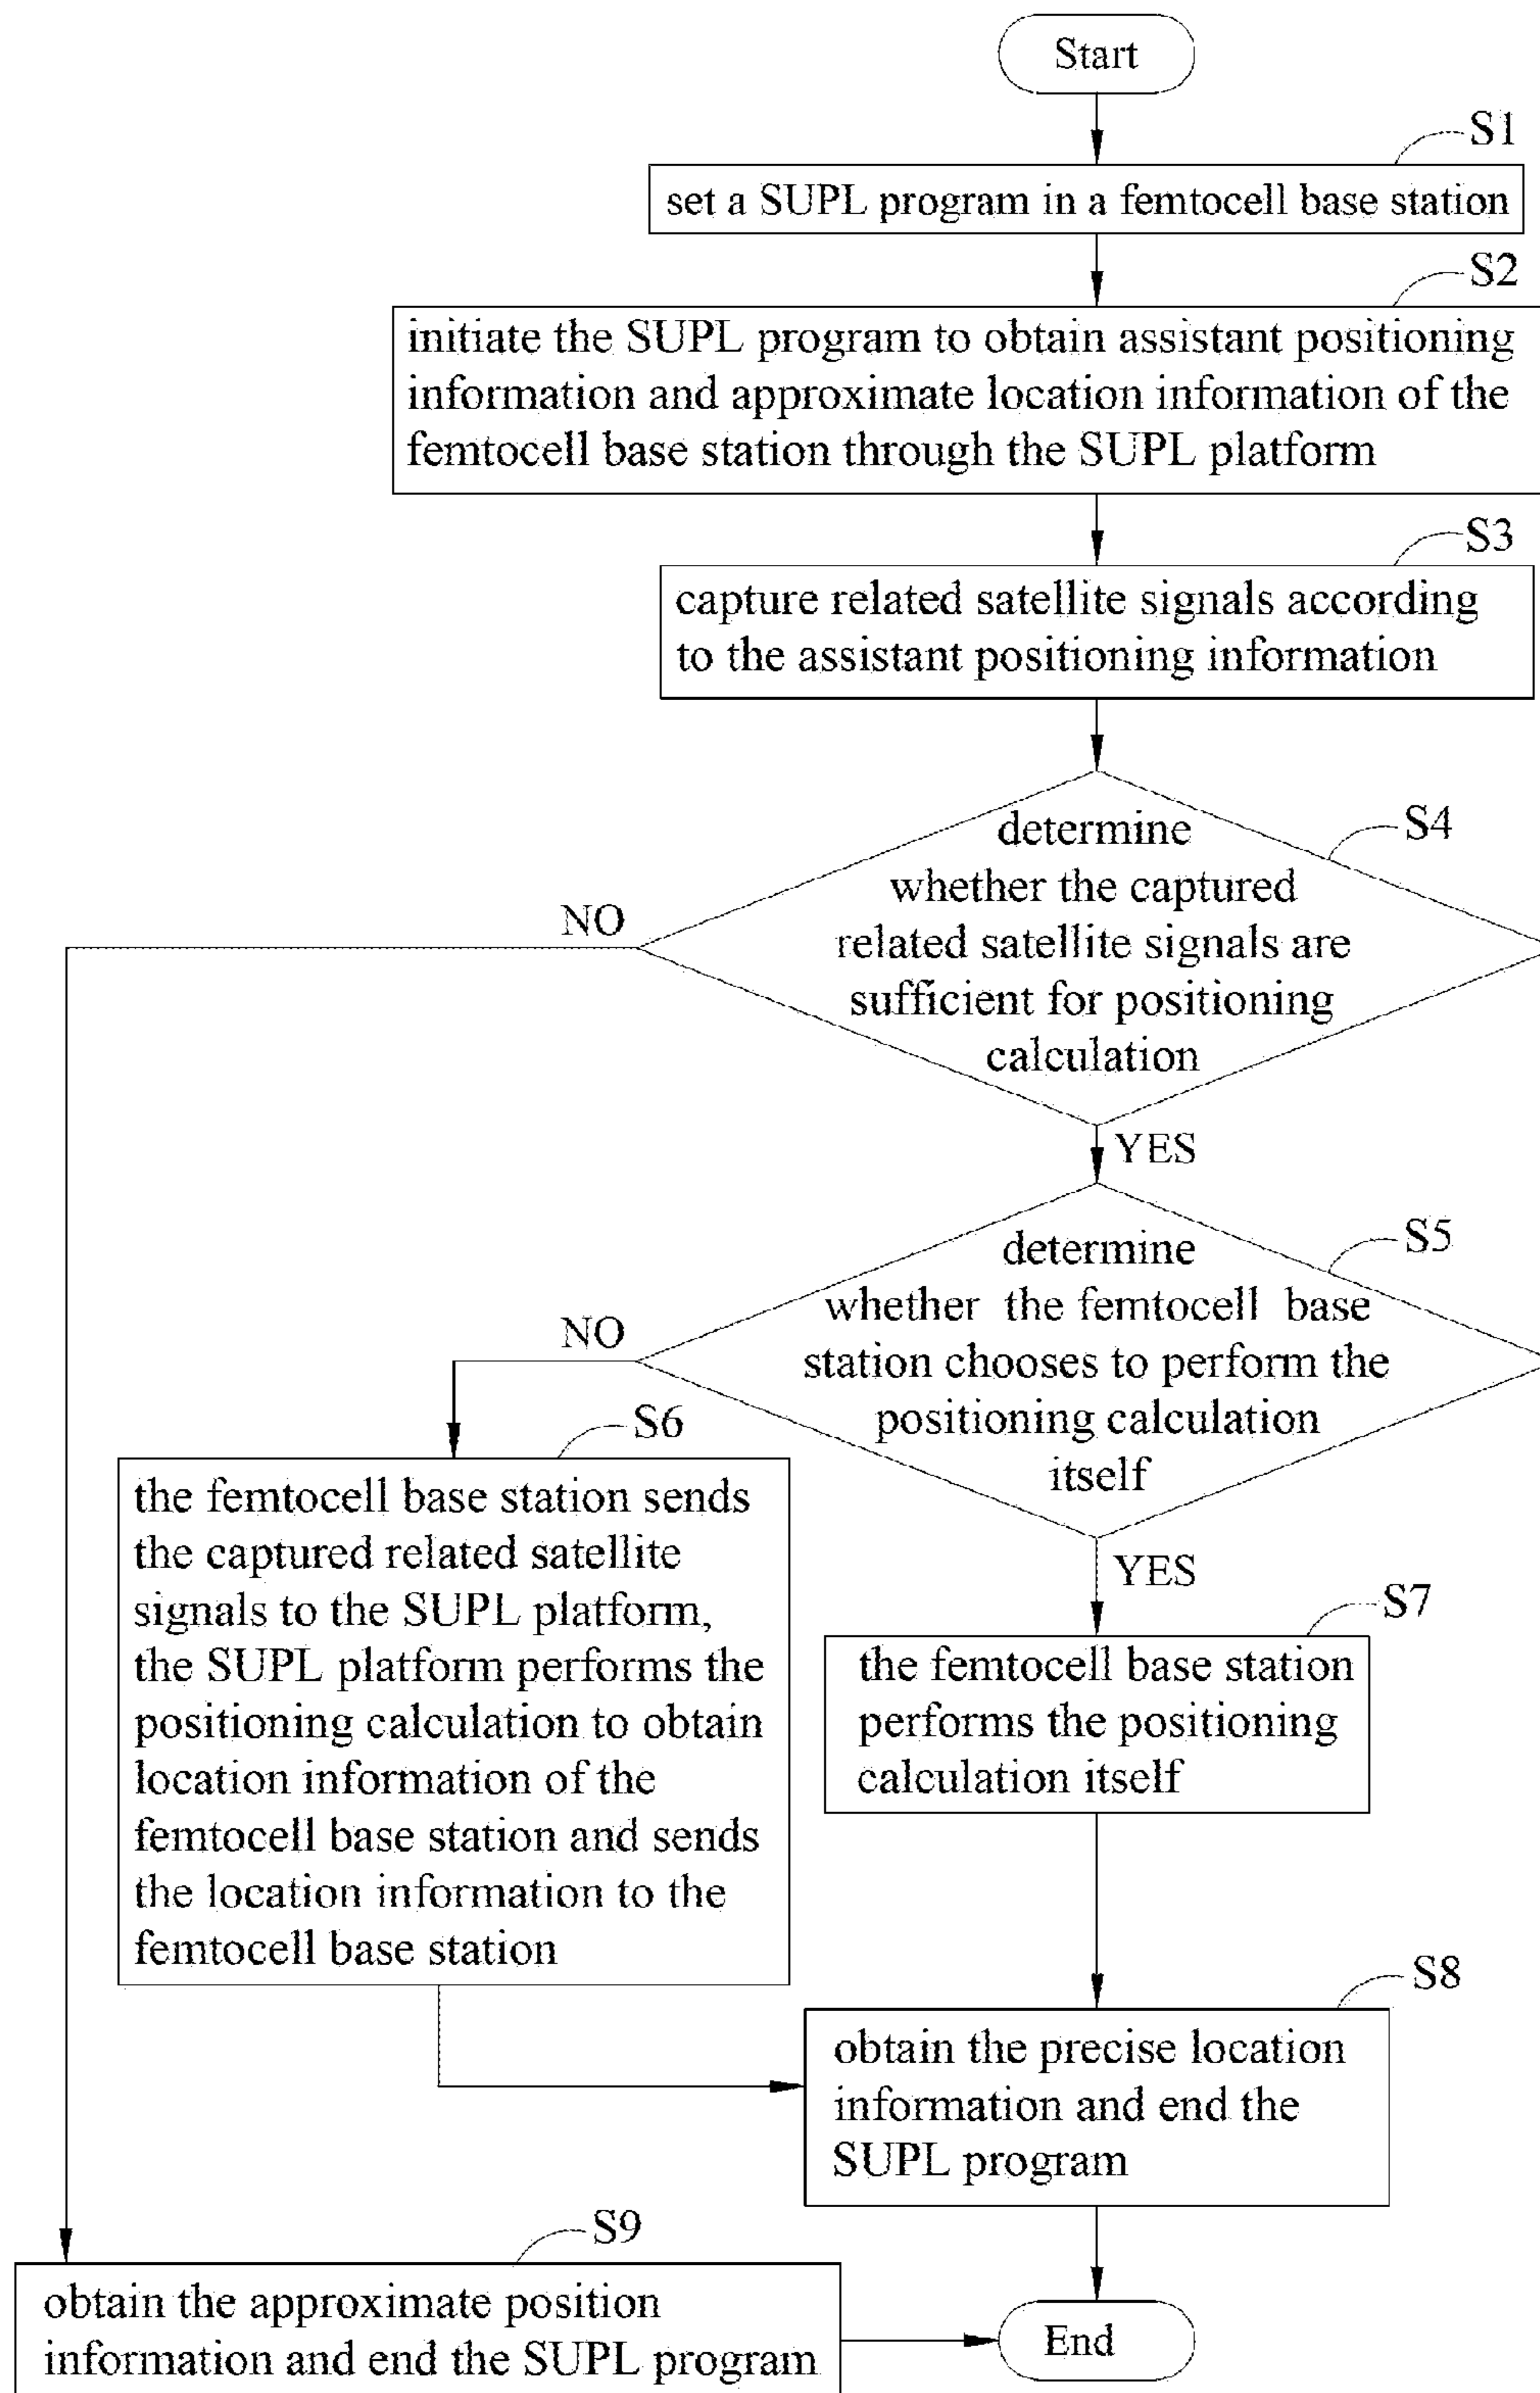 Start
S1
set a SUPL program in a femtocell base station
S2
initiate the SUPL program to obtain assistant positioning
information and approximate location information of the
femtocell base station through the SUPL platform
S3
capture related satellite signals according
to the assistant positioning information
S4
determine
whether the captured
related satellite signals are
sufficient for positioning
calculation
NO
YES
S5
determine
whether the femtocell base
station chooses to perform the
positioning calculation
itself
NO
YES
S6
the femtocell base station sends
the captured related satellite
signals to the SUPL platform,
the SUPL platform performs the
positioning calculation to obtain
location information of the
femtocell base station and sends
the location information to the
femtocell base station
S7
the femtocell base station
performs the positioning
calculation itself
S8
obtain the precise location
information and end the
SUPL program
S9
obtain the approximate position
information and end the SUPL program
End